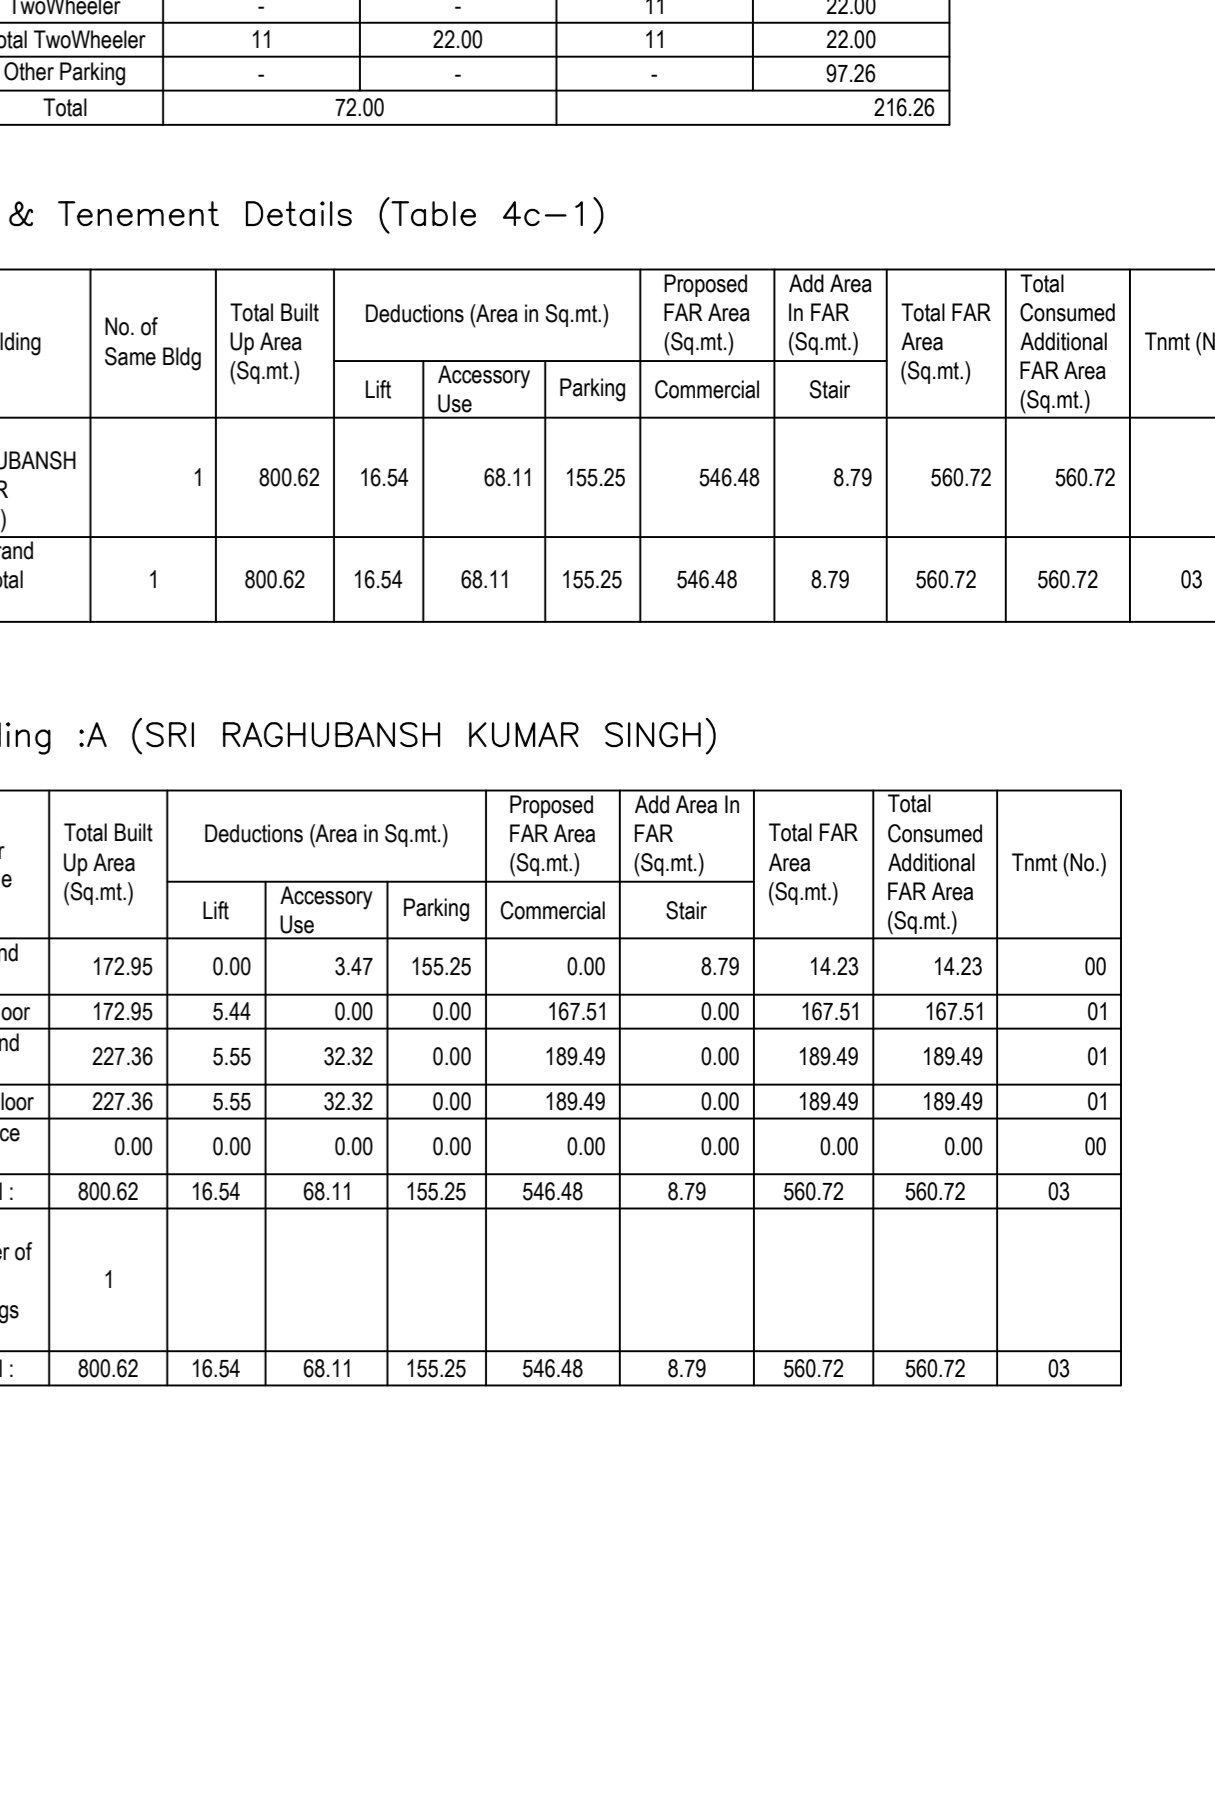 TwoWheeler - - 11 22.00
otal TwoWheeler 11 22.00 11 22.00
Other Parking - - - 97.26
Total 72.00 216.26
& Tenement Details (Table 4c-1)
lding
No. of
Same Bldg
Total Built
Up Area
(Sq.mt.)
Deductions (Area in Sq.mt.)
Proposed
FAR Area
(Sq.mt.)
Add Area
In FAR
(Sq.mt.)
Total FAR
Area
(Sq.mt.)
Total
Consumed
Additional
FAR Area
(Sq.mt.)
Tnmt (N
Lift
Accessory
Use
Parking
Commercial
Stair
UBANSH
R
)
1 800.62 16.54 68.11 155.25 546.48 8.79 560.72 560.72
rand
otal
1 800.62 16.54 68.11 155.25 546.48 8.79 560.72 560.72 03
ding :A (SRI RAGHUBANSH KUMAR SINGH)
r
e
Total Built
Up Area
(Sq.mt.)
Deductions (Area in Sq.mt.)
Proposed
FAR Area
(Sq.mt.)
Add Area In
FAR
(Sq.mt.)
Total FAR
Area
(Sq.mt.)
Total
Consumed
Additional
FAR Area
(Sq.mt.)
Tnmt (No.)
Lift
Accessory
Use
Parking
Commercial
Stair
nd
172.95 0.00 3.47 155.25 0.00 8.79 14.23 14.23 00
oor 172.95 5.44 0.00 0.00 167.51 0.00 167.51 167.51 01
nd
227.36 5.55 32.32 0.00 189.49 0.00 189.49 189.49 01
loor 227.36 5.55 32.32 0.00 189.49 0.00 189.49 189.49 01
ce
0.00 0.00 0.00 0.00 0.00 0.00 0.00 0.00 00
l : 800.62 16.54 68.11 155.25 546.48 8.79 560.72 560.72 03
er of
gs
1
l : 800.62 16.54 68.11 155.25 546.48 8.79 560.72 560.72 03